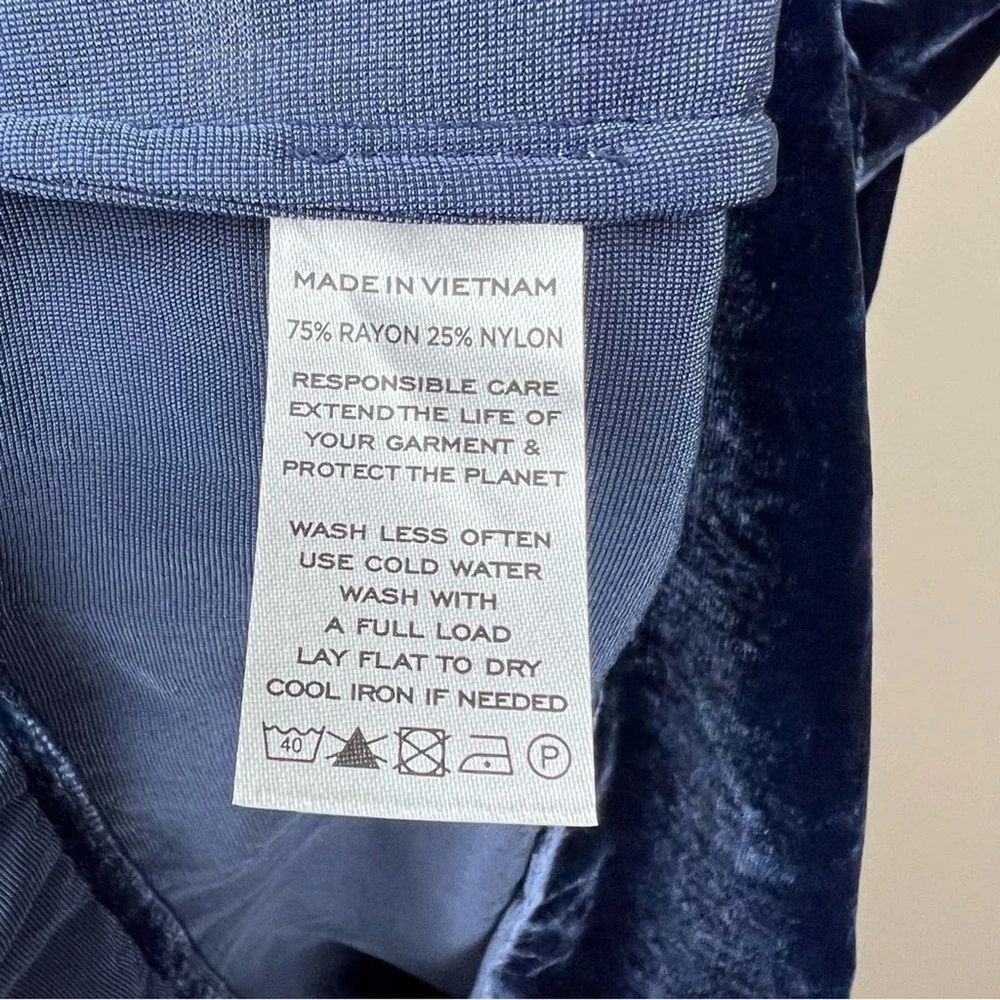 MADE IN VIETNAM
75% RAYON 25% NYLON
RESPONSIBLE CARE
EXTEND THE LIFE OF
YOUR GARMENT &
PROTECT THE PLANET
WASH LESS OFTEN
USE COLD WATER
WASH WITH
A FULL LOAD
LAY FLAT TO DRY
COOL IRON IF NEEDED
40 P